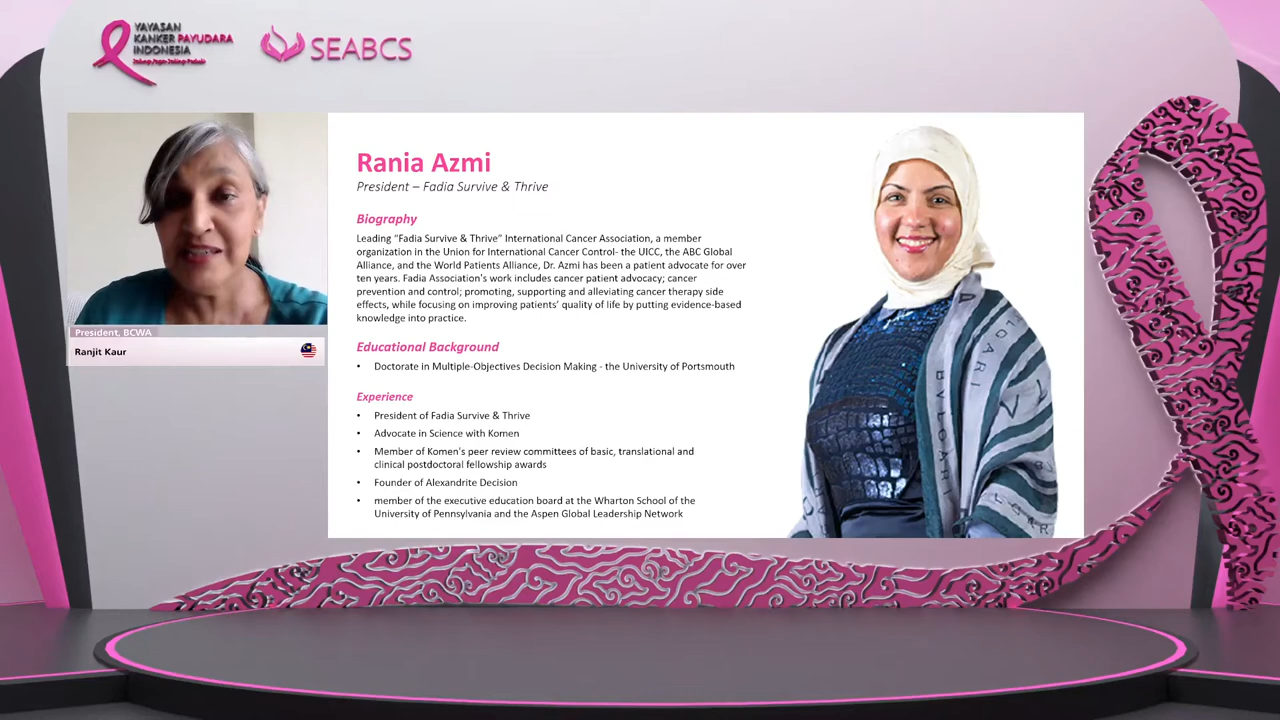 YAYASAN
KANKER PAYUDARA
INDONESIA
SEABCS
President, BCWA
Ranjit Kaur
Rania Azmi
President – Fadia Survive & Thrive
Biography
Leading “Fadia Survive & Thrive” International Cancer Association, a member
organization in the Union for International Cancer Control- the UICC, the ABC Global
Alliance, and the World Patients Alliance, Dr. Azmi has been a patient advocate for over
ten years. Fadia Association's work includes cancer patient advocacy; cancer
prevention and control; promoting, supporting and alleviating cancer therapy side
effects, while focusing on improving patients’ quality of life by putting evidence-based
knowledge into practice.
Educational Background
• Doctorate in Multiple-Objectives Decision Making - the University of Portsmouth
Experience
• President of Fadia Survive & Thrive
• Advocate in Science with Komen
• Member of Komen's peer review committees of basic, translational and
clinical postdoctoral fellowship awards
• Founder of Alexandrite Decision
• member of the executive education board at the Wharton School of the
University of Pennsylvania and the Aspen Global Leadership Network
BVLGARI